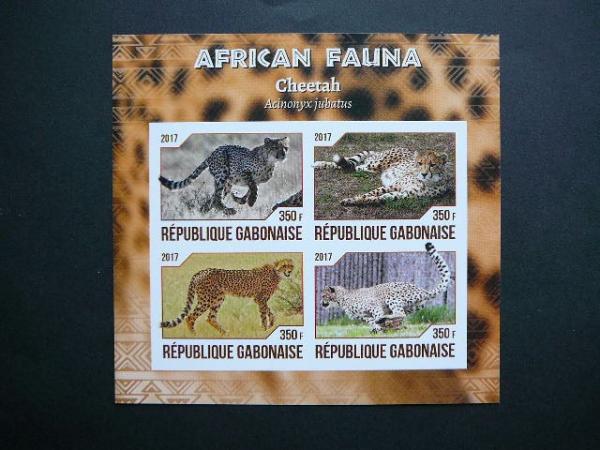 AFRICAN FAUNA
Cheetah
Acinonyx jubatus
2017
350 F
RÉPUBLIQUE GABONAISE
2017
350 F
RÉPUBLIQUE GABONAISE
2017
350 F
RÉPUBLIQUE GABONAISE
2017
350 F
RÉPUBLIQUE GABONAISE